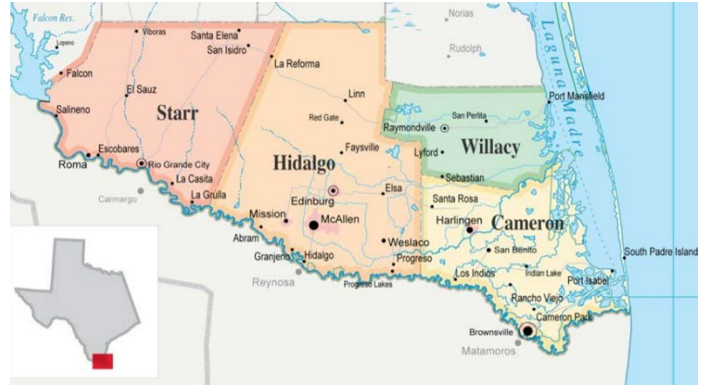 Falcon Res.
Lopeno
Viboras
Santa Elena
San Isidro
La Reforma
Norias
Rudolph
Falcon
El Sauz
Salineno
Starr
Escobares
Roma
Rio Grande City
La Casita
La Grulla
Camargo
Linn
Red Gate
Faysville
Hidalgo
Edinburg
Elsa
Mission
McAllen
Abram
Weslaco
Granjeno
Hidalgo
Progreso
Progreso Lakes
Reynosa
Laguna Madre
Port Mansfield
San Perlita
Raymondville
Willacy
Lyford
Sebastian
Santa Rosa
Cameron
Harlingen
San Benito
South Padre Island
Indian Lake
Port Isabel
Los Indios
Rancho Viejo
Cameron Park
Brownsville
Matamoros